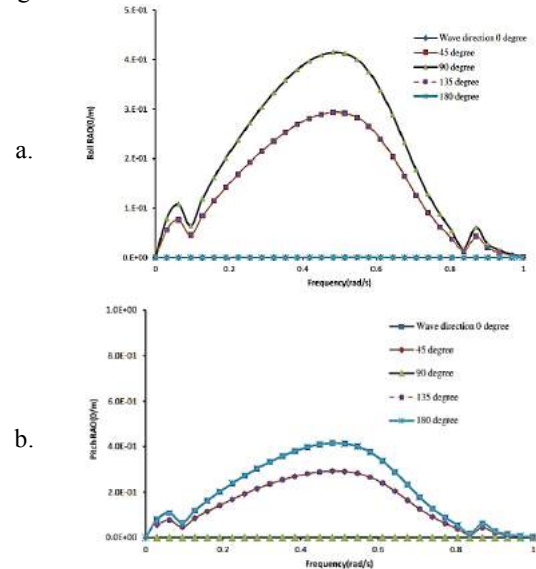 a.
Roll RAO(D/m)
5.E-01
4.E-01
3.E-01
2.E-01
1.E-01
0.E+00
0
0.2
0.4
0.6
0.8
1
Frequency(rad/s)
Wave direction 0 degree
45 degree
90 degree
135 degree
180 degree
b.
Pitch RAO(D/m)
1.0E+00
8.0E-01
6.0E-01
4.0E-01
2.0E-01
0.0E+00
0
0.2
0.4
0.6
0.8
1
Frequency(rad/s)
Wave direction 0 degree
45 degree
90 degree
135 degree
180 degree